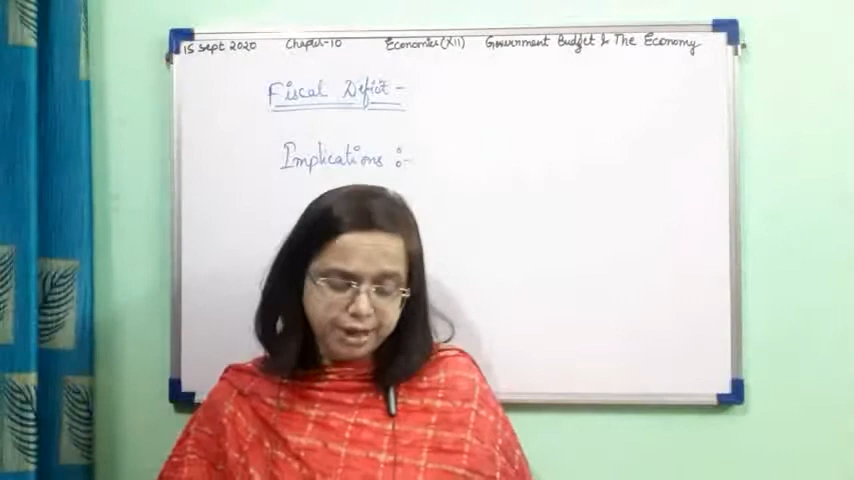 15 Sept 2020 Chapter-10 Economics (XII) Government Budget & The Economy
Fiscal Deficit -
Implications :-